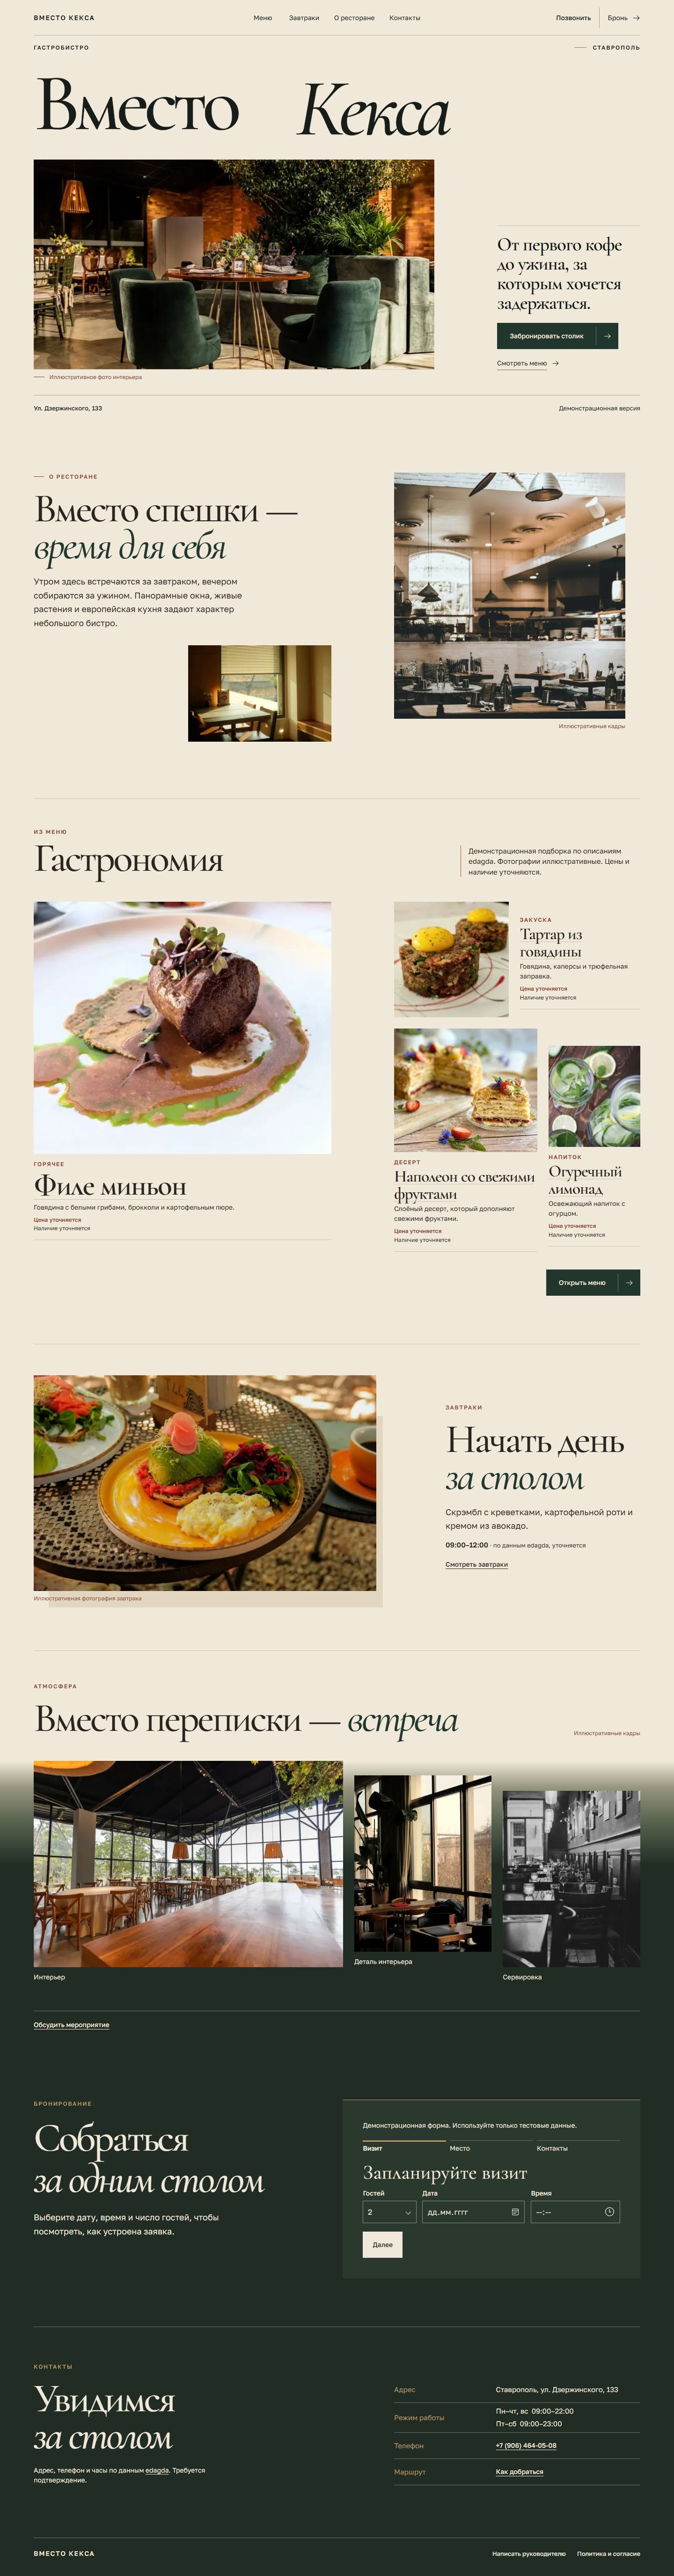 ВМЕСТО КЕКСА
Меню Завтраки О ресторане Контакты
Позвонить Бронь →
ГАСТРОБИСТРО
СТАВРОПОЛЬ
Вместо Кекса
От первого кофе
до ужина, за
которым хочется
задержаться.
Забронировать столик →
Смотреть меню →
Иллюстративное фото интерьера
Ул. Дзержинского, 133
Демонстрационная версия
О РЕСТОРАНЕ
Вместо спешки —
время для себя
Утром здесь встречаются за завтраком, вечером
собираются за ужином. Панорамные окна, живые
растения и европейская кухня задают характер
небольшого бистро.
Иллюстративные кадры
ИЗ МЕНЮ
Гастрономия
Демонстрационная подборка по описаниям
edagda. Фотографии иллюстративные. Цены и
наличие уточняются.
ГОРЯЧЕЕ
Филе миньон
Говядина с белыми грибами, брокколи и картофельным пюре.
Цена уточняется
Наличие уточняется
ЗАКУСКА
Тартар из
говядины
Говядина, каперсы и трюфельная
заправка.
Цена уточняется
Наличие уточняется
ДЕСЕРТ
Наполеон со свежими
фруктами
Слоёный десерт, который дополняют
свежими фруктами.
Цена уточняется
Наличие уточняется
НАПИТОК
Огуречный
лимонад
Освежающий напиток с
огурцом.
Цена уточняется
Наличие уточняется
Открыть меню →
ЗАВТРАКИ
Начать день
за столом
Скрэмбл с креветками, картофельной роти и
кремом из авокадо.
09:00–12:00 · по данным edagda, уточняется
Смотреть завтраки
Иллюстративная фотография завтрака
АТМОСФЕРА
Вместо переписки — встреча
Иллюстративные кадры
Интерьер
Деталь интерьера
Сервировка
Обсудить мероприятие
БРОНИРОВАНИЕ
Собраться
за одним столом
Выберите дату, время и число гостей, чтобы
посмотреть, как устроена заявка.
Демонстрационная форма. Используйте только тестовые данные.
Визит Место Контакты
Запланируйте визит
Гостей Дата Время
2 дд.мм.гггг --:--
Далее
КОНТАКТЫ
Увидимся
за столом
Адрес, телефон и часы по данным edagda. Требуется
подтверждение.
Адрес Ставрополь, ул. Дзержинского, 133
Режим работы Пн–чт, вс 09:00–22:00
Пт–сб 09:00–23:00
Телефон +7 (906) 464-05-08
Маршрут Как добраться
ВМЕСТО КЕКСА
Написать руководителю Политика и согласие